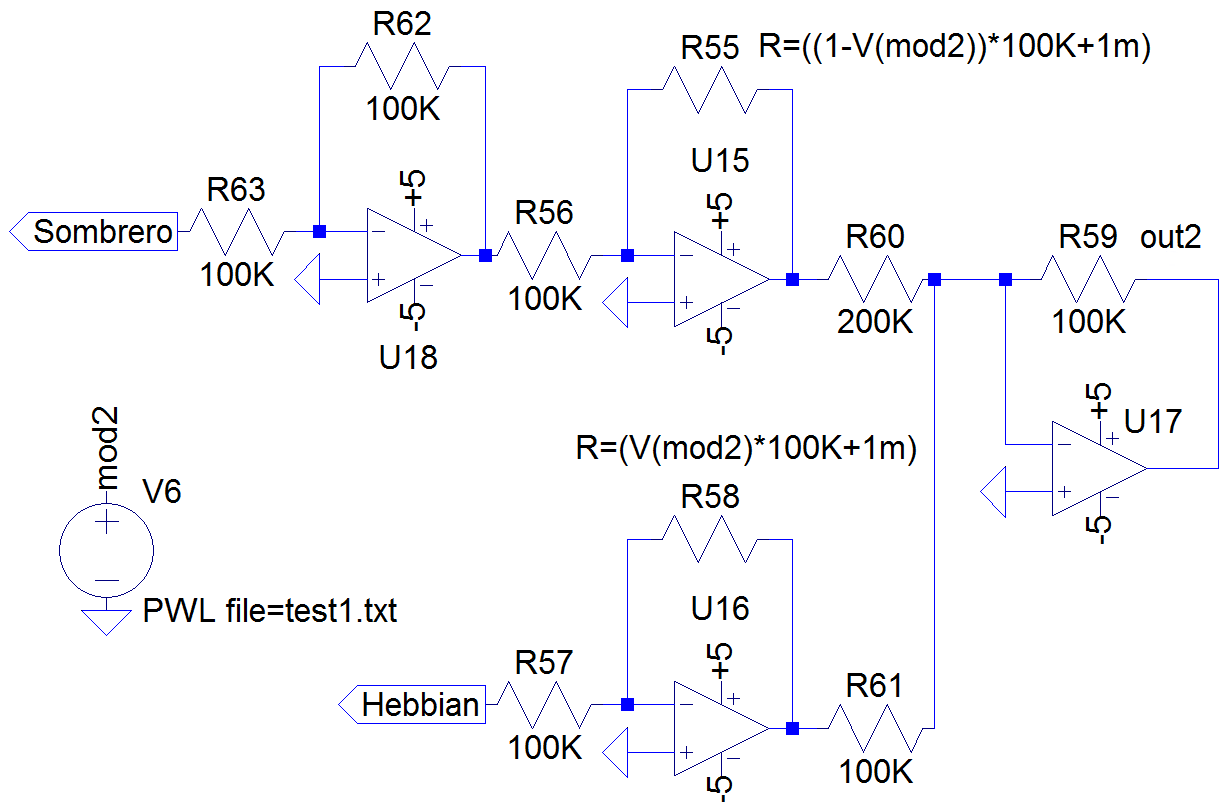 R62
100K
R63
Sombrero
100K
+5
-5
U18
R56
100K
R55
R=((1-V(mod2))*100K+1m)
U15
+5
-5
R60
200K
R59
out2
100K
+5
U17
-5
mod2
V6
PWL file=test1.txt
R=(V(mod2)*100K+1m)
R58
U16
+5
-5
R57
Hebbian
100K
R61
100K